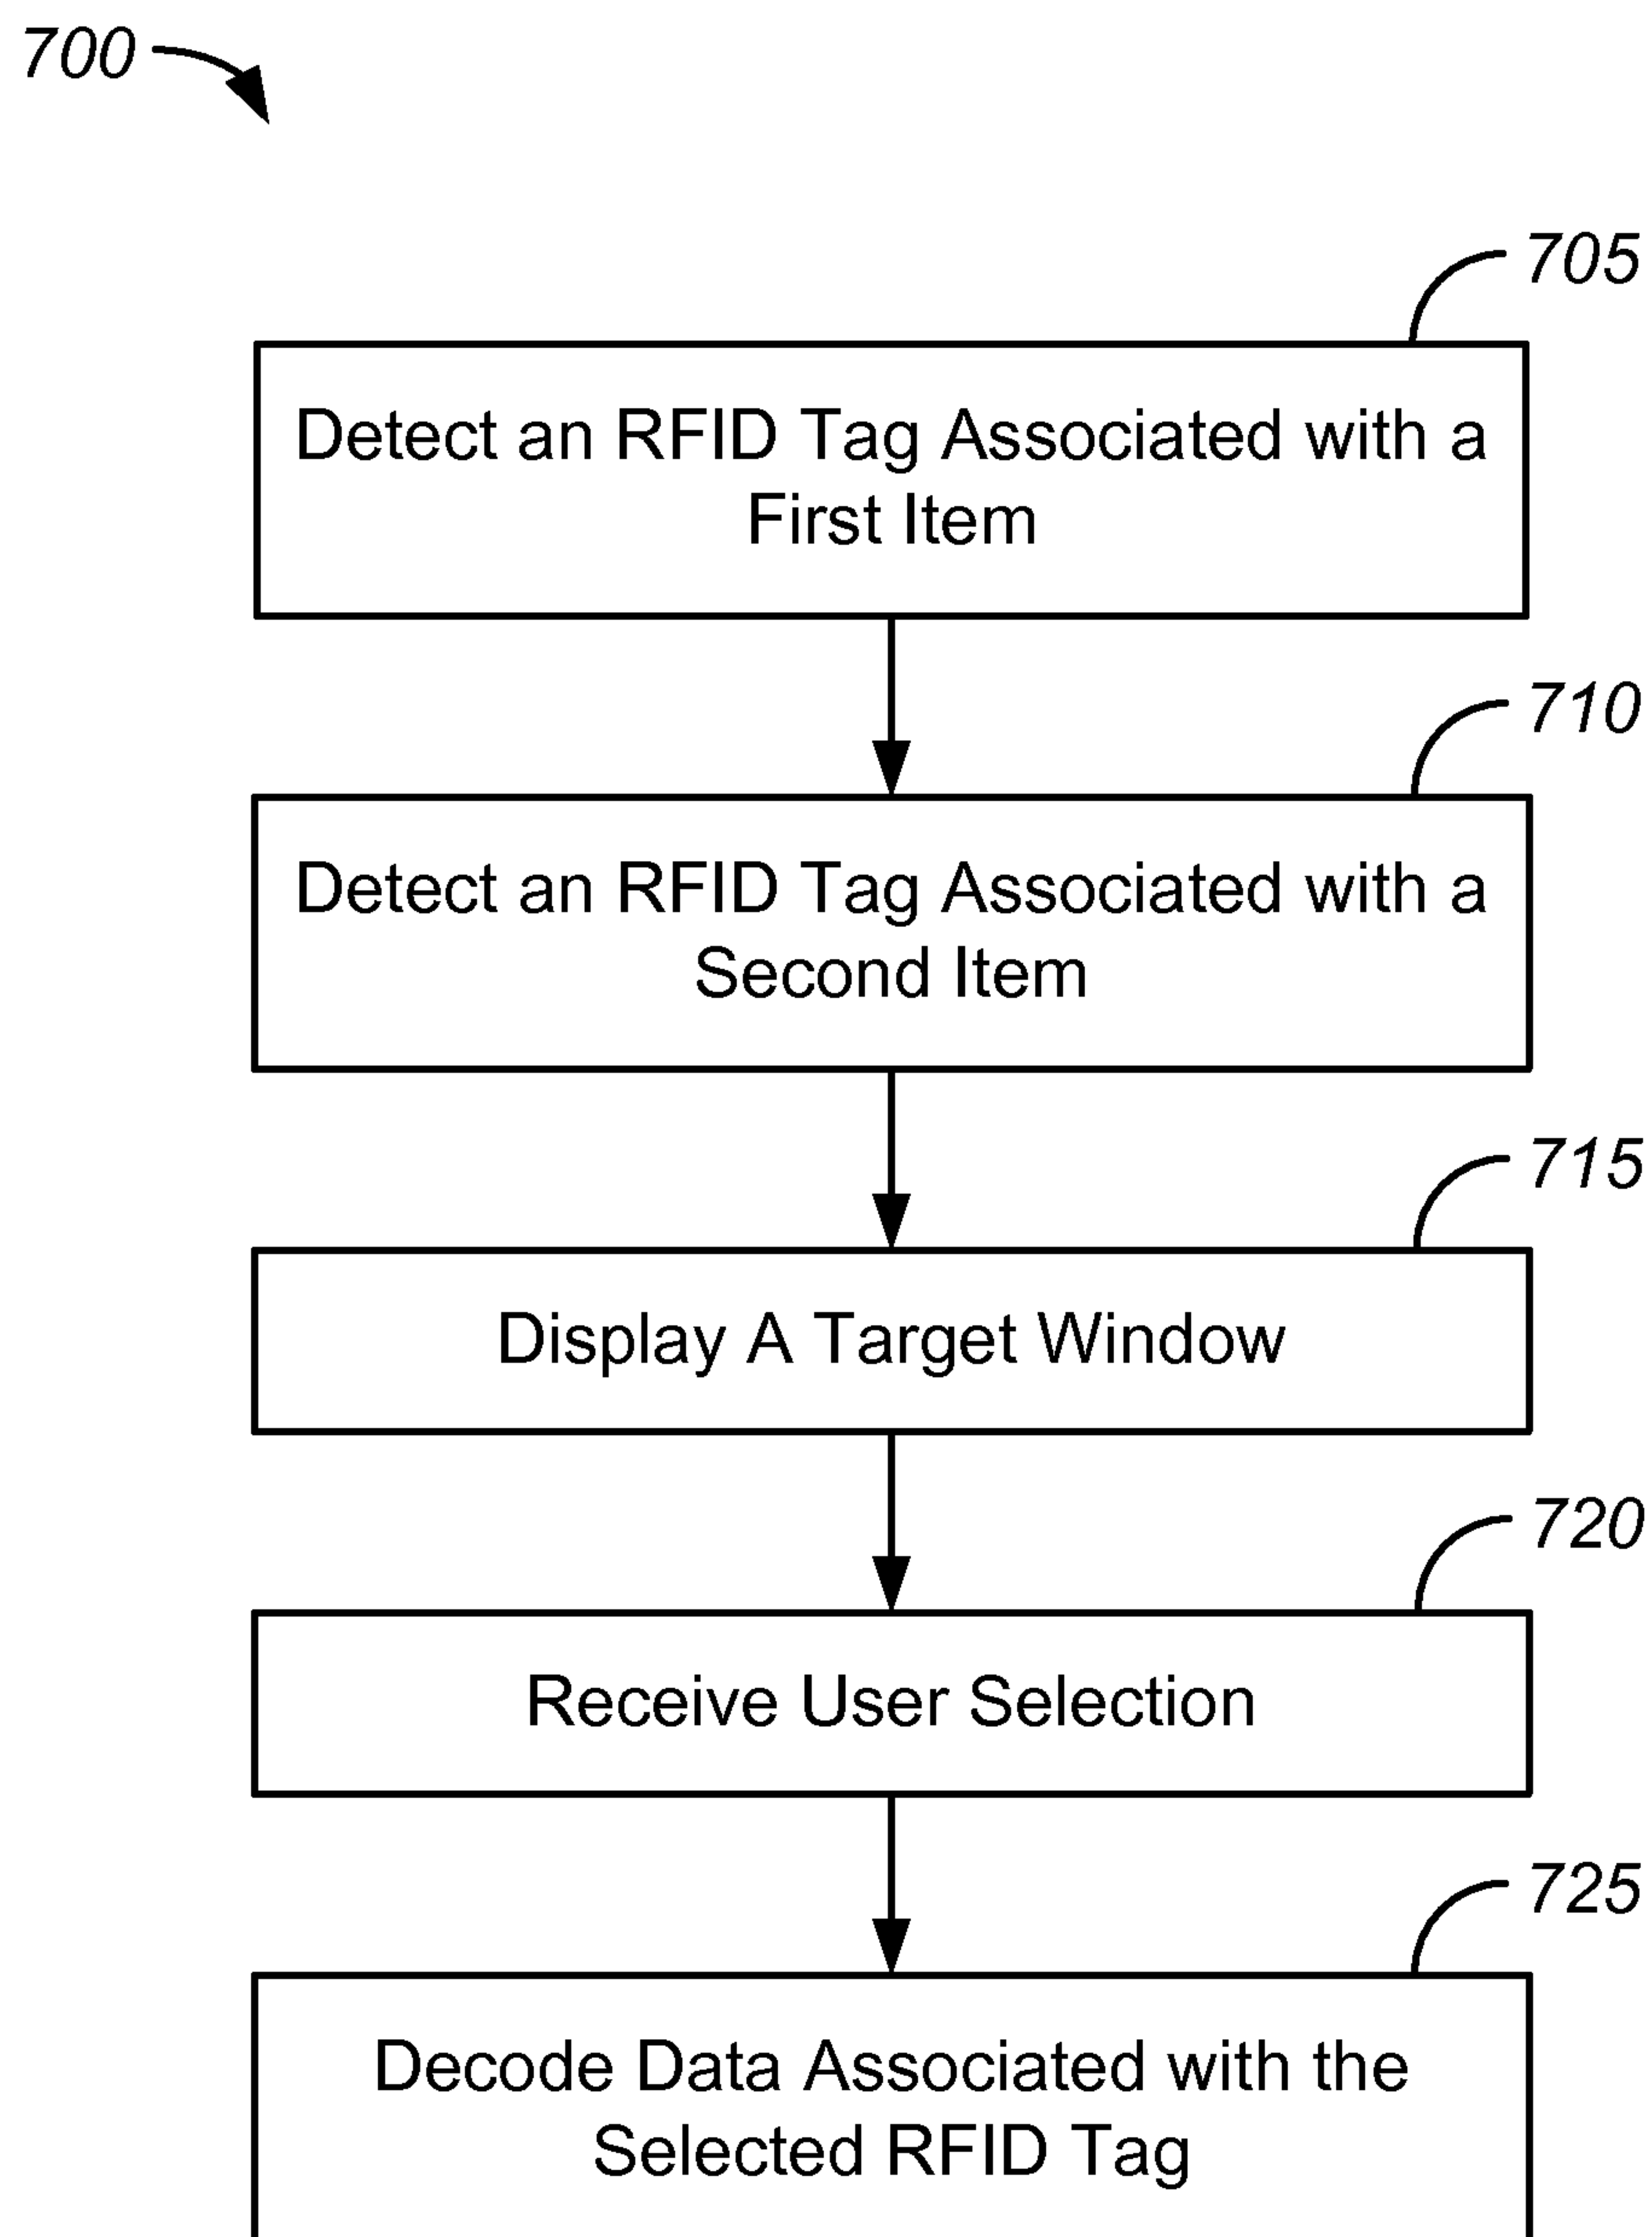 700
705
Detect an RFID Tag Associated with a
First Item
710
Detect an RFID Tag Associated with a
Second Item
715
Display A Target Window
720
Receive User Selection
725
Decode Data Associated with the
Selected RFID Tag